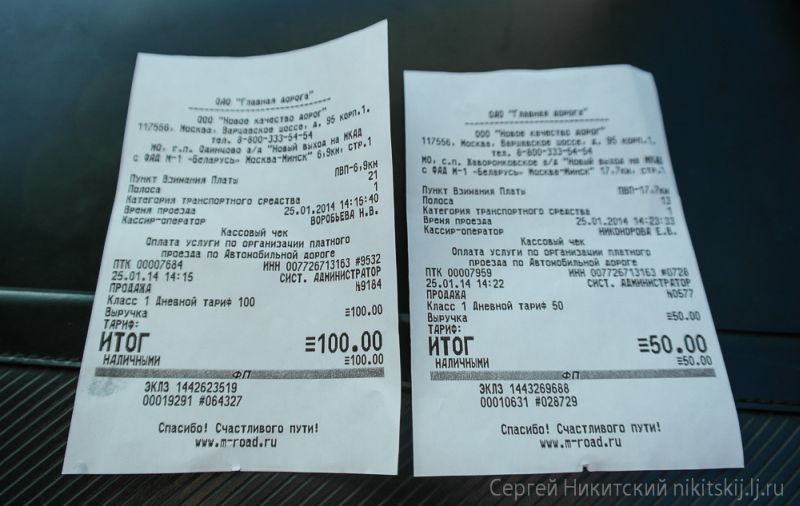 ОАО "Главная дорога"
ООО "Новое качество дорог"
117556, Москва, Варшавское шоссе, д. 95 корп.1,
тел. 8-800-333-54-54
МО, г.п. Одинцово а/д "Новый выход на МКАД
с ФАД М-1 «Беларусь» Москва-Минск" 6,9км, стр.1
ПВП-6,9км
Пункт Взимания Платы 21
Полоса 1
Категория транспортного средства
Время проезда 25.01.2014 14:15:40
Кассир-оператор ВОРОБЬЕВА Н.В.
Кассовый чек
Оплата услуги по организации платного
проезда по Автомобильной дороге
ПТК 00007684 ИНН 007726713163 #9532
25.01.14 14:15 СИСТ. АДМИНИСТРАТОР
ПРОДАЖА №9184
Класс 1 Дневной тариф 100
Выручка ≡100.00
ТАРИФ:
ИТОГ ≡100.00
НАЛИЧНЫМИ ≡100.00
ФП
ЭКЛЗ 1442623519
00019291 #064327
Спасибо! Счастливого пути!
www.m-road.ru
ОАО "Главная дорога"
ООО "Новое качество дорог"
117556, Москва, Варшавское шоссе, д. 95 корп.1,
тел. 8-800-333-54-54
МО, с.п. Жаворонковское а/д "Новый выход на МКАД
с ФАД М-1 «Беларусь» Москва-Минск" 17.7км, стр.1
Пункт Взимания Платы ПВП-17.7км
Полоса 13
Категория транспортного средства 1
Время проезда 25.01.2014 14:23:33
Кассир-оператор НИКОНОРОВА Е.В.
Кассовый чек
Оплата услуги по организации платного
проезда по Автомобильной дороге
ПТК 00007959 ИНН 007726713163 #0726
25.01.14 14:22 СИСТ. АДМИНИСТРАТОР
ПРОДАЖА №0577
Класс 1 Дневной тариф 50
Выручка ≡50.00
ТАРИФ:
ИТОГ ≡50.00
НАЛИЧНЫМИ ≡50.00
ФП
ЭКЛЗ 1443269688
00010631 #028729
Спасибо! Счастливого пути!
www.m-road.ru
Сергей Никитский nikitskij.lj.ru